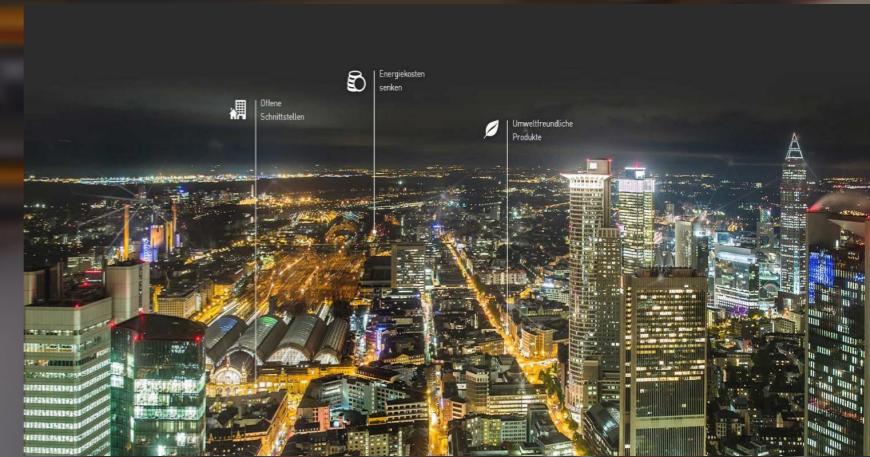 Offene
Schnittstellen
Energiekosten
senken
Umweltfreundliche
Produkte